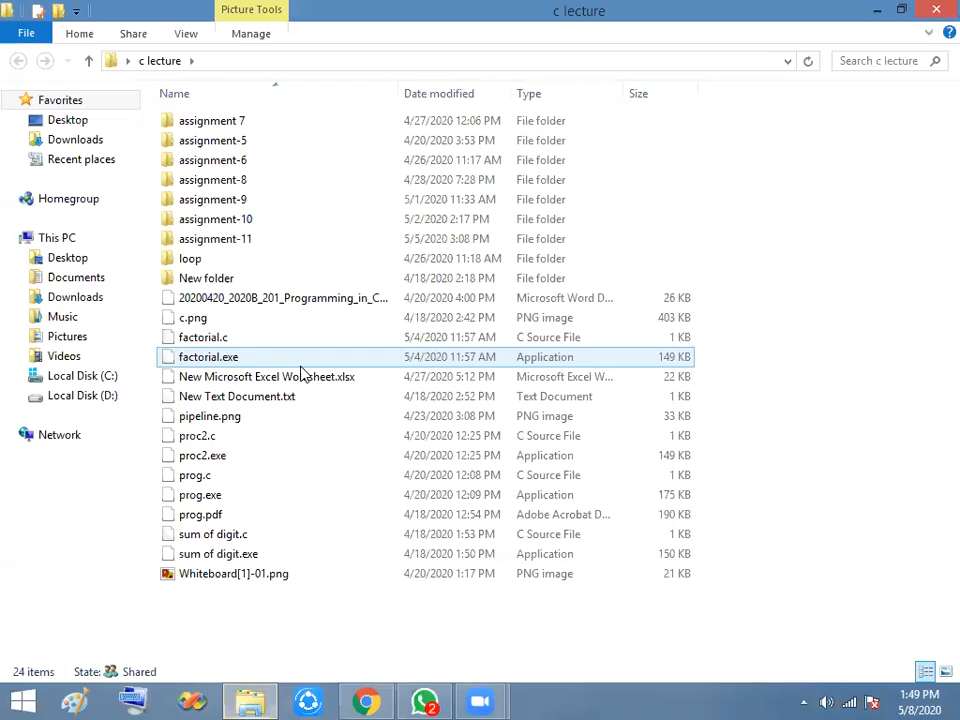 Picture Tools
c lecture
File Home Share View Manage
c lecture
Search c lecture
Name Date modified Type Size
Favorites
Desktop
Downloads
Recent places
Homegroup
This PC
Desktop
Documents
Downloads
Music
Pictures
Videos
Local Disk (C:)
Local Disk (D:)
Network
assignment 7 4/27/2020 12:06 PM File folder
assignment-5 4/20/2020 3:53 PM File folder
assignment-6 4/26/2020 11:17 AM File folder
assignment-8 4/28/2020 7:28 PM File folder
assignment-9 5/1/2020 11:33 AM File folder
assignment-10 5/2/2020 2:17 PM File folder
assignment-11 5/5/2020 3:08 PM File folder
loop 4/26/2020 11:18 AM File folder
New folder 4/18/2020 2:18 PM File folder
20200420_2020B_201_Programming_in_C... 4/20/2020 4:00 PM Microsoft Word D... 26 KB
c.png 4/18/2020 2:42 PM PNG image 403 KB
factorial.c 5/4/2020 11:57 AM C Source File 1 KB
factorial.exe 5/4/2020 11:57 AM Application 149 KB
New Microsoft Excel Worksheet.xlsx 4/27/2020 5:12 PM Microsoft Excel W... 22 KB
New Text Document.txt 4/18/2020 2:52 PM Text Document 1 KB
pipeline.png 4/23/2020 3:08 PM PNG image 33 KB
proc2.c 4/20/2020 12:25 PM C Source File 1 KB
proc2.exe 4/20/2020 12:25 PM Application 149 KB
prog.c 4/20/2020 12:08 PM C Source File 1 KB
prog.exe 4/20/2020 12:09 PM Application 175 KB
prog.pdf 4/18/2020 12:54 PM Adobe Acrobat D... 190 KB
sum of digit.c 4/18/2020 1:53 PM C Source File 1 KB
sum of digit.exe 4/18/2020 1:50 PM Application 150 KB
Whiteboard[1]-01.png 4/20/2020 1:17 PM PNG image 21 KB
24 items State: Shared
2
1:49 PM
5/8/2020